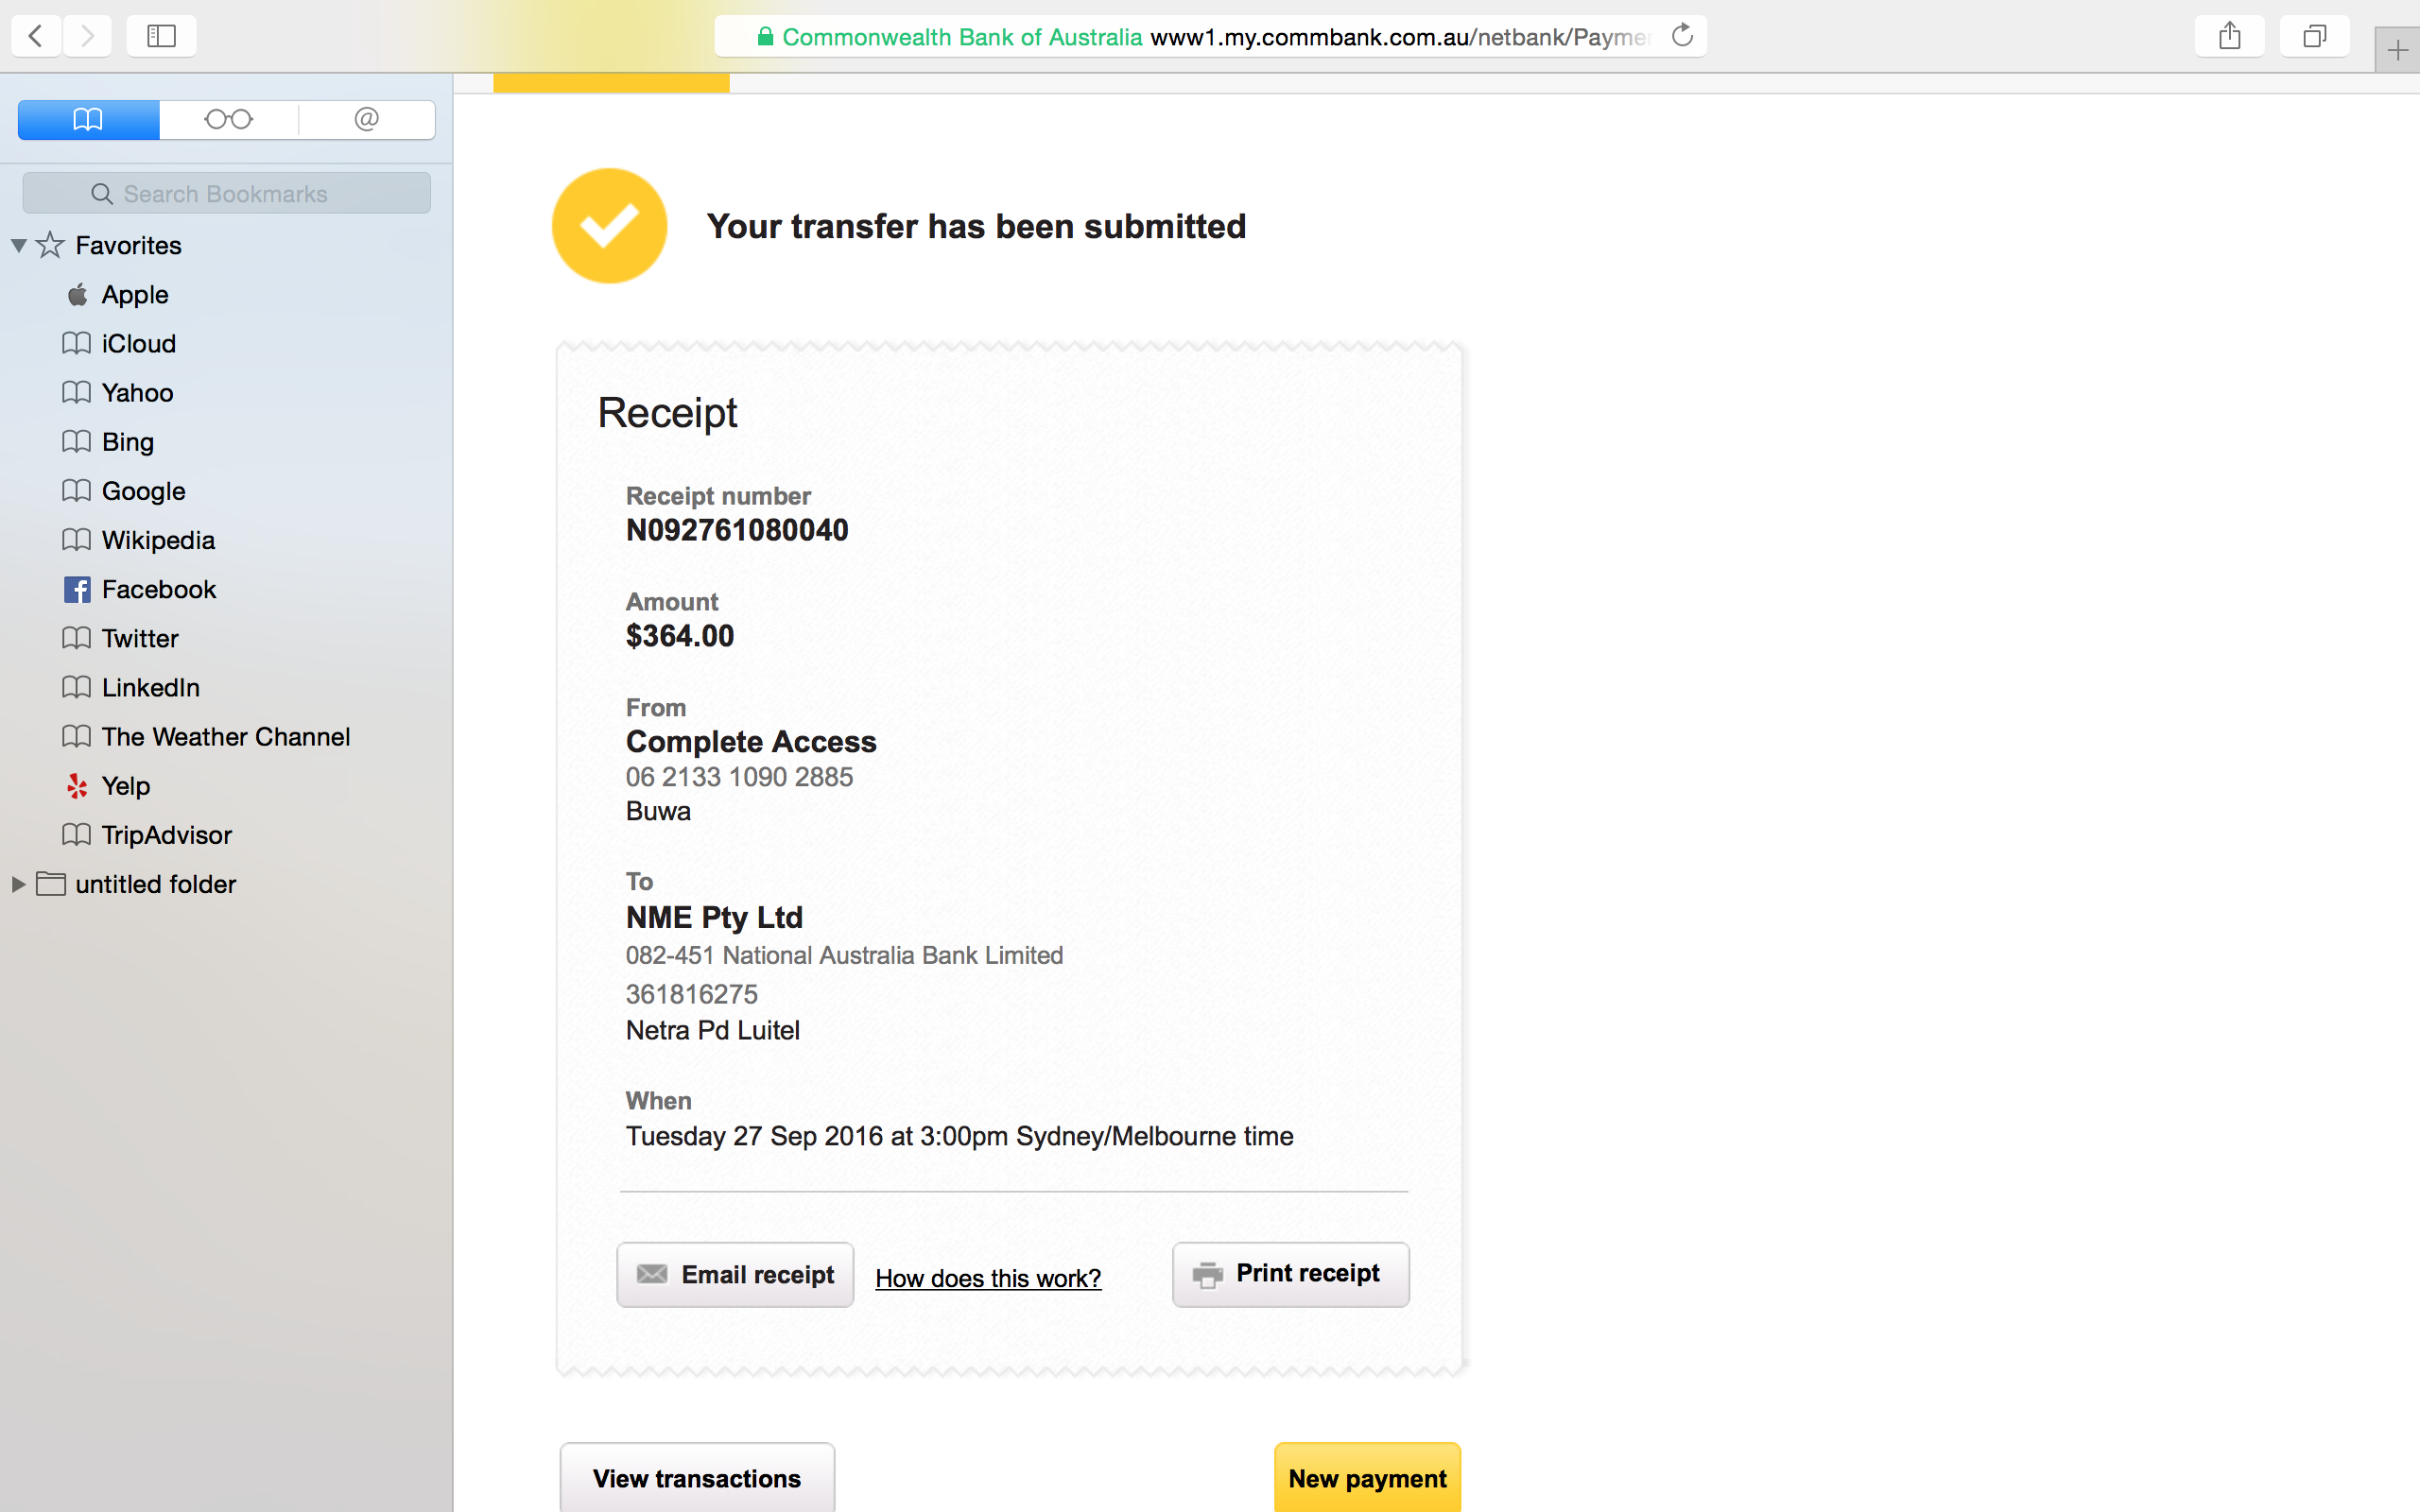 Commonwealth Bank of Australia www1.my.commbank.com.au/netbank/Payme
@
Search Bookmarks
Favorites
Apple
iCloud
Yahoo
Bing
Google
Wikipedia
Facebook
Twitter
LinkedIn
The Weather Channel
Yelp
TripAdvisor
untitled folder
Your transfer has been submitted
Receipt
Receipt number
N092761080040
Amount
$364.00
From
Complete Access
06 2133 1090 2885
Buwa
To
NME Pty Ltd
082-451 National Australia Bank Limited
361816275
Netra Pd Luitel
When
Tuesday 27 Sep 2016 at 3:00pm Sydney/Melbourne time
Email receipt How does this work? Print receipt
View transactions New payment